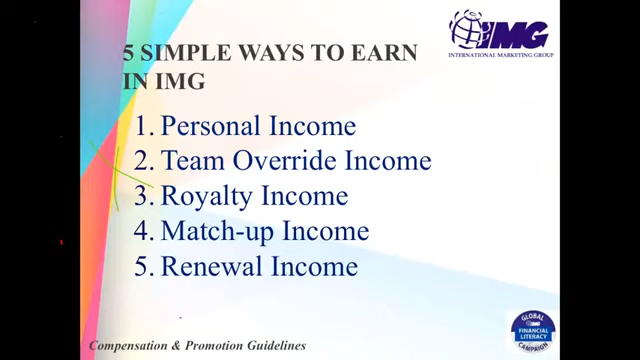 IMG
INTERNATIONAL MARKETING GROUP
5 SIMPLE WAYS TO EARN
IN IMG
1. Personal Income
2. Team Override Income
3. Royalty Income
4. Match-up Income
5. Renewal Income
Compensation & Promotion Guidelines
GLOBAL
FINANCIAL
LITERACY
CAMPAIGN